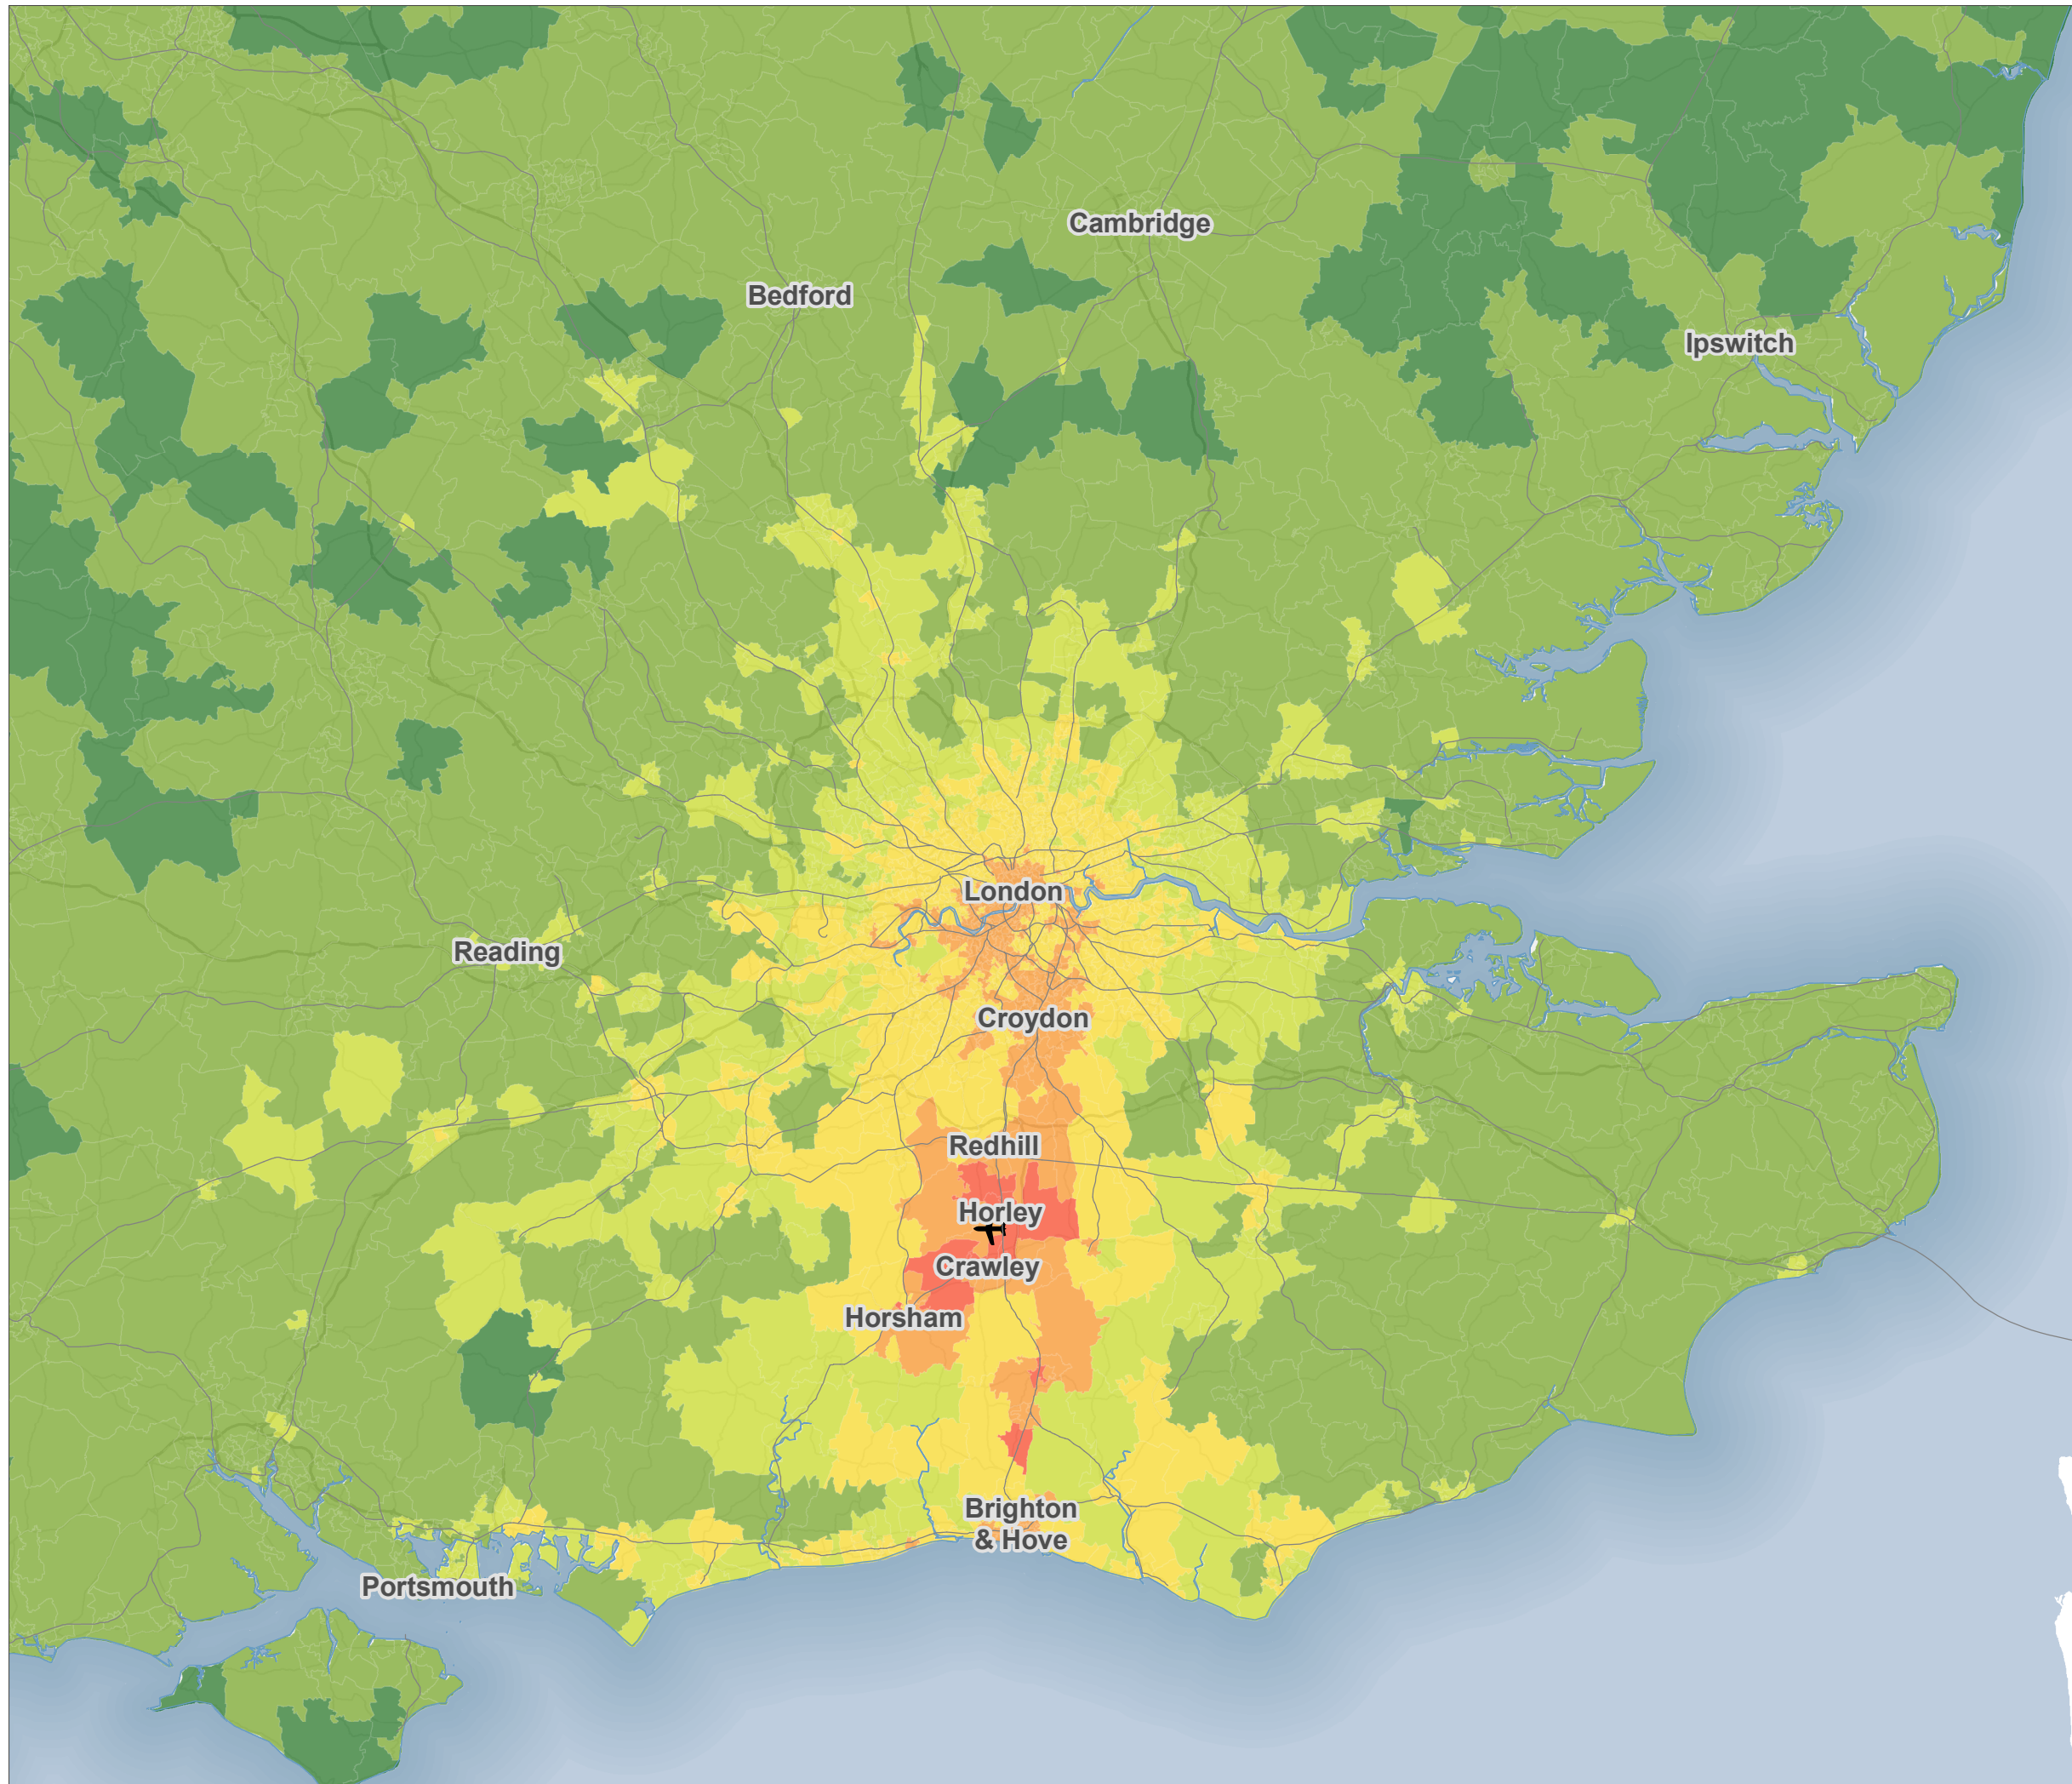 Cambridge
Bedford
Ipswitch
London
Reading
Croydon
Redhill
Horley
Crawley
Horsham
Brighton
& Hove
Portsmouth